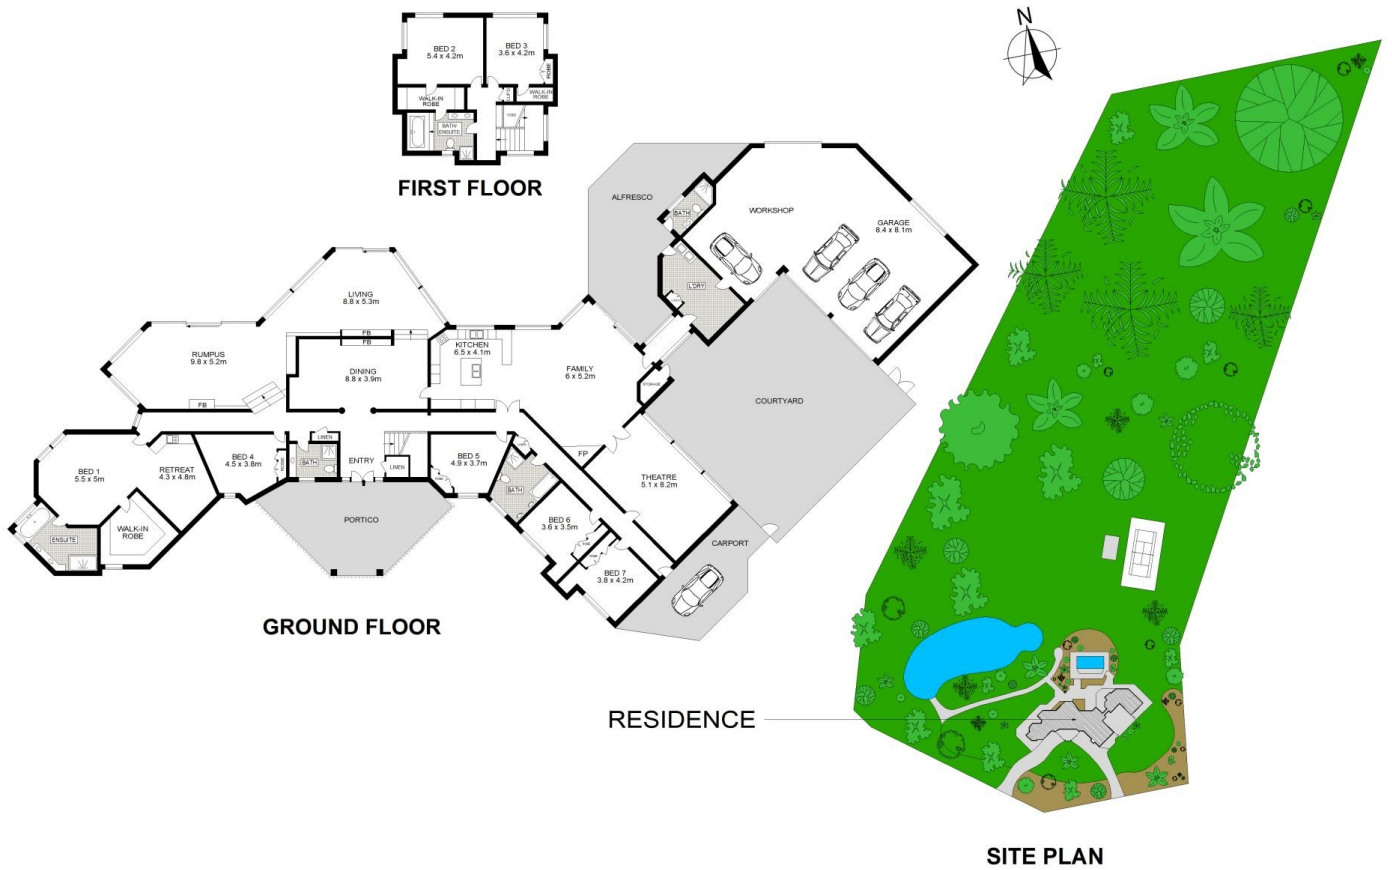 BED 2
5.4 x 4.2m
BED 3
3.6 x 4.2m
ROBE
WALK-IN
ROBE
WALK-IN
ROBE
BATH/
ENSUITE
FIRST FLOOR
N
ALFRESCO
BATH
WORKSHOP
GARAGE
8.4 x 8.1m
L'DRY
LIVING
8.8 x 5.3m
FB
FB
RUMPUS
9.8 x 5.2m
FB
DINING
8.8 x 3.9m
KITCHEN
6.5 x 4.1m
FAMILY
6 x 5.2m
STORAGE
COURTYARD
BED 1
5.5 x 5m
RETREAT
4.3 x 4.8m
BED 4
4.5 x 3.8m
ROBE
LINEN
BATH
ENTRY
LINEN
BED 5
4.9 x 3.7m
FP
THEATRE
5.1 x 8.2m
BATH
WALK-IN
ROBE
ENSUITE
PORTICO
BED 6
3.6 x 3.5m
BED 7
3.8 x 4.2m
CARPORT
GROUND FLOOR
RESIDENCE
SITE PLAN